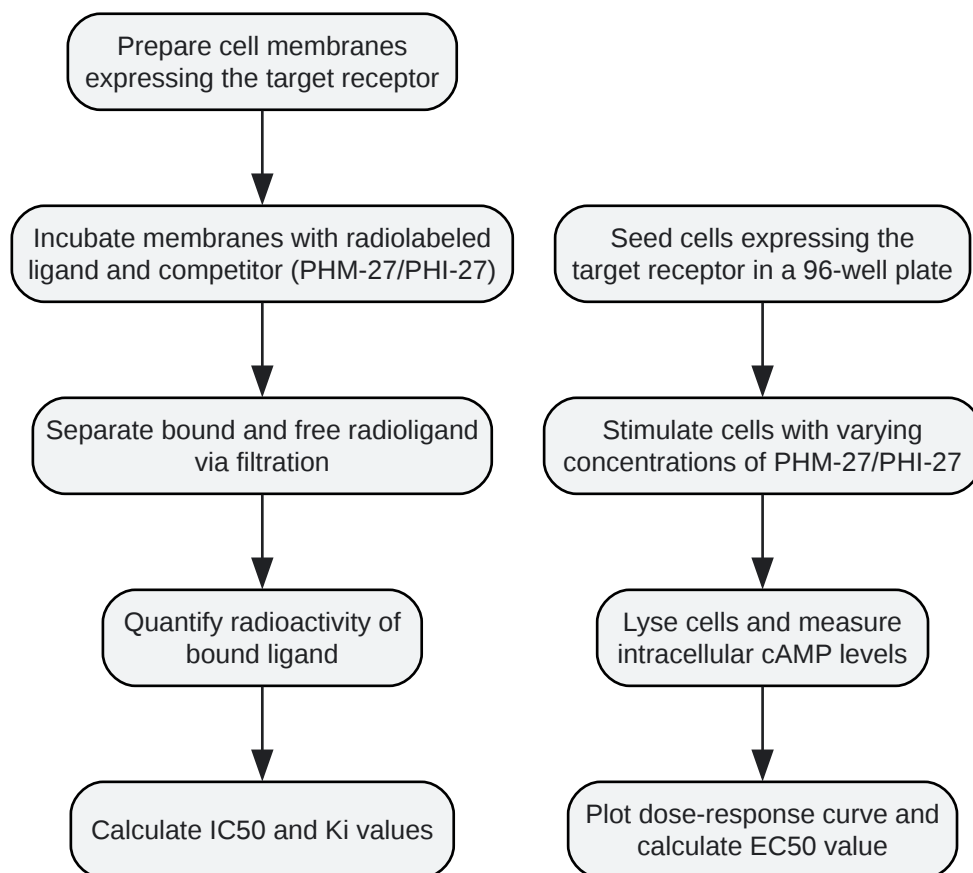 Prepare cell membranes
expressing the target receptor
Incubate membranes with radiolabeled
ligand and competitor (PHM-27/PHI-27)
Separate bound and free radioligand
via filtration
Quantify radioactivity of
bound ligand
Calculate IC50 and Ki values
Seed cells expressing the
target receptor in a 96-well plate
Stimulate cells with varying
concentrations of PHM-27/PHI-27
Lyse cells and measure
intracellular cAMP levels
Plot dose-response curve and
calculate EC50 value